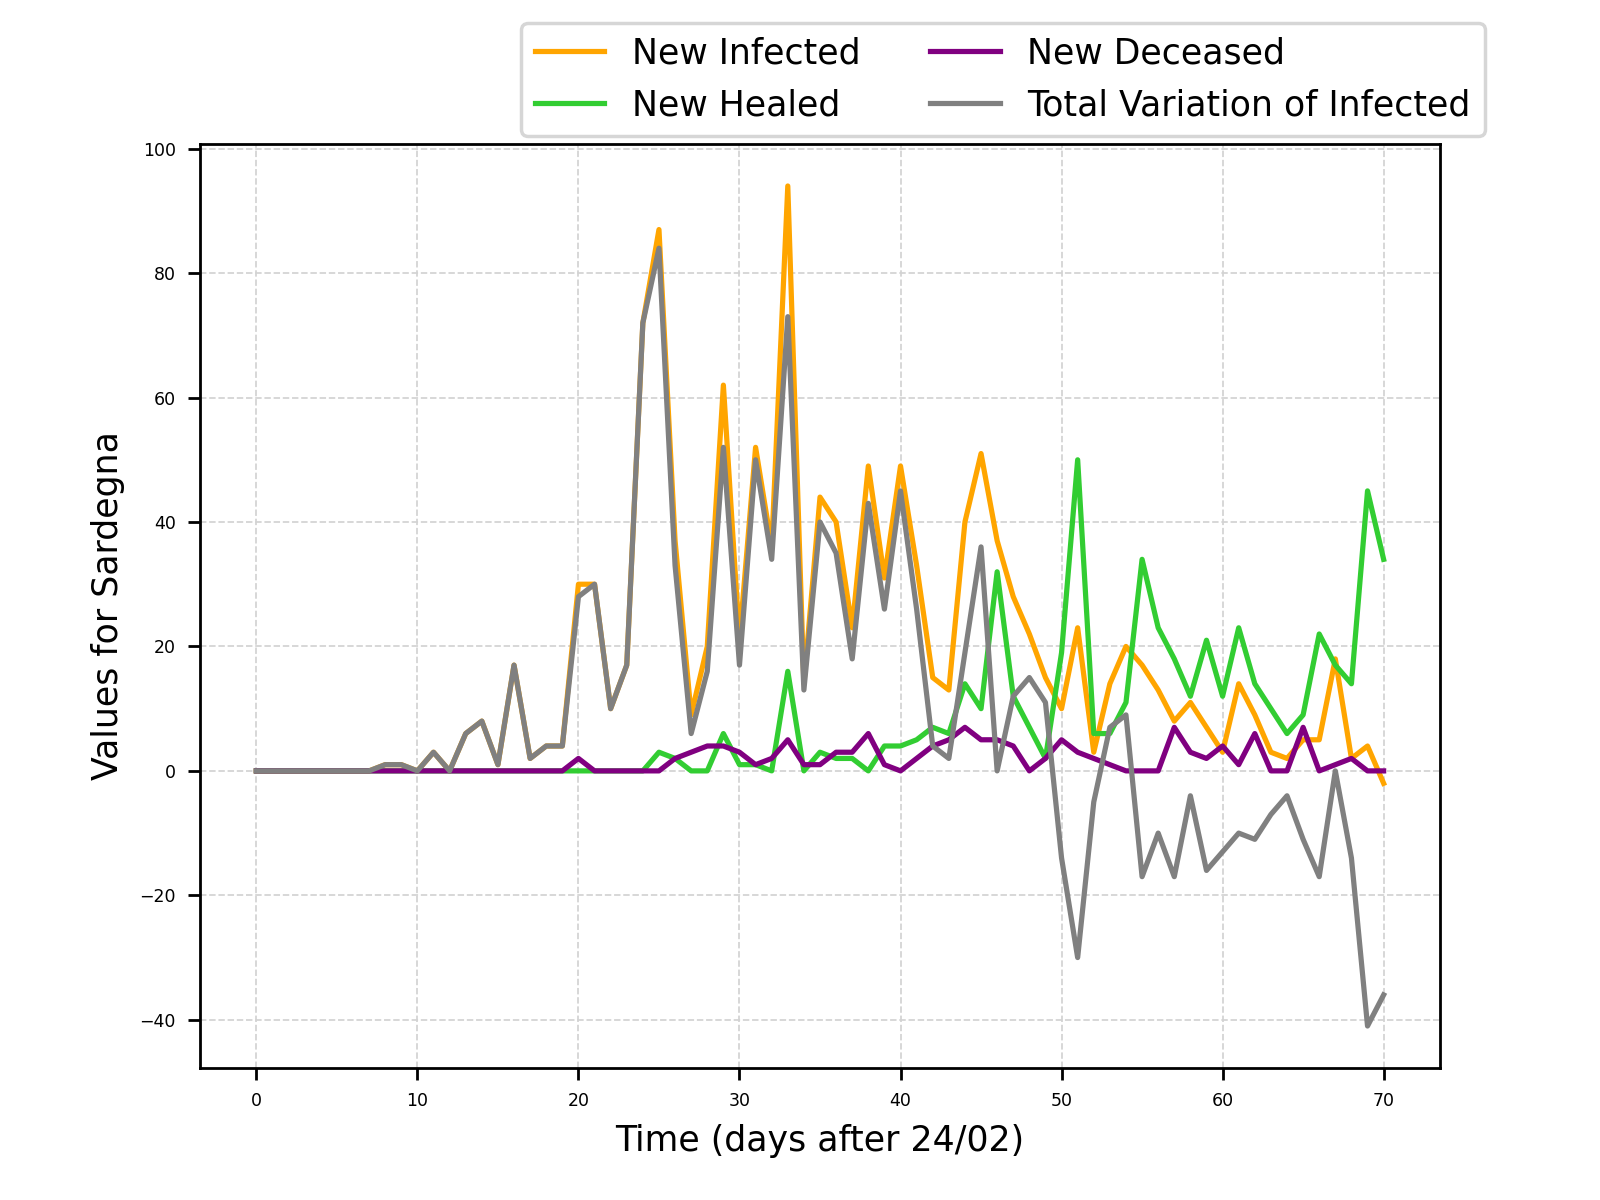 New Infected
New Healed
New Deceased
Total Variation of Infected
100
80
60
40
20
0
−20
−40
Values for Sardegna
0 10 20 30 40 50 60 70
Time (days after 24/02)